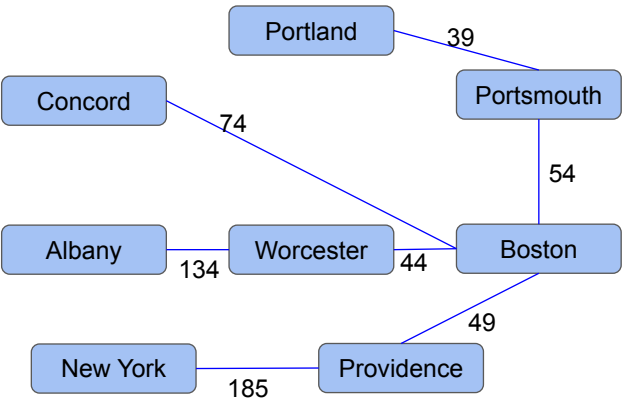 Portland
39
Concord
Portsmouth
74
54
Albany
Worcester
Boston
134
44
49
New York
Providence
185